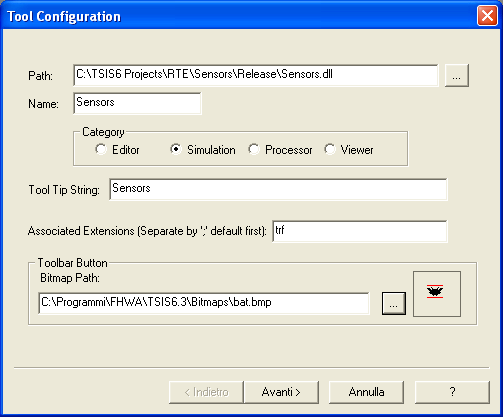 Tool Configuration
Path: C:\TSIS6 Projects\RTE\Sensors\Release\Sensors.dll ...
Name: Sensors
Category
Editor Simulation Processor Viewer
Tool Tip String: Sensors
Associated Extensions (Separate by ';' default first): trf
Toolbar Button
Bitmap Path:
C:\Programmi\FHWA\TSIS6.3\Bitmaps\bat.bmp ...
< Indietro Avanti > Annulla ?